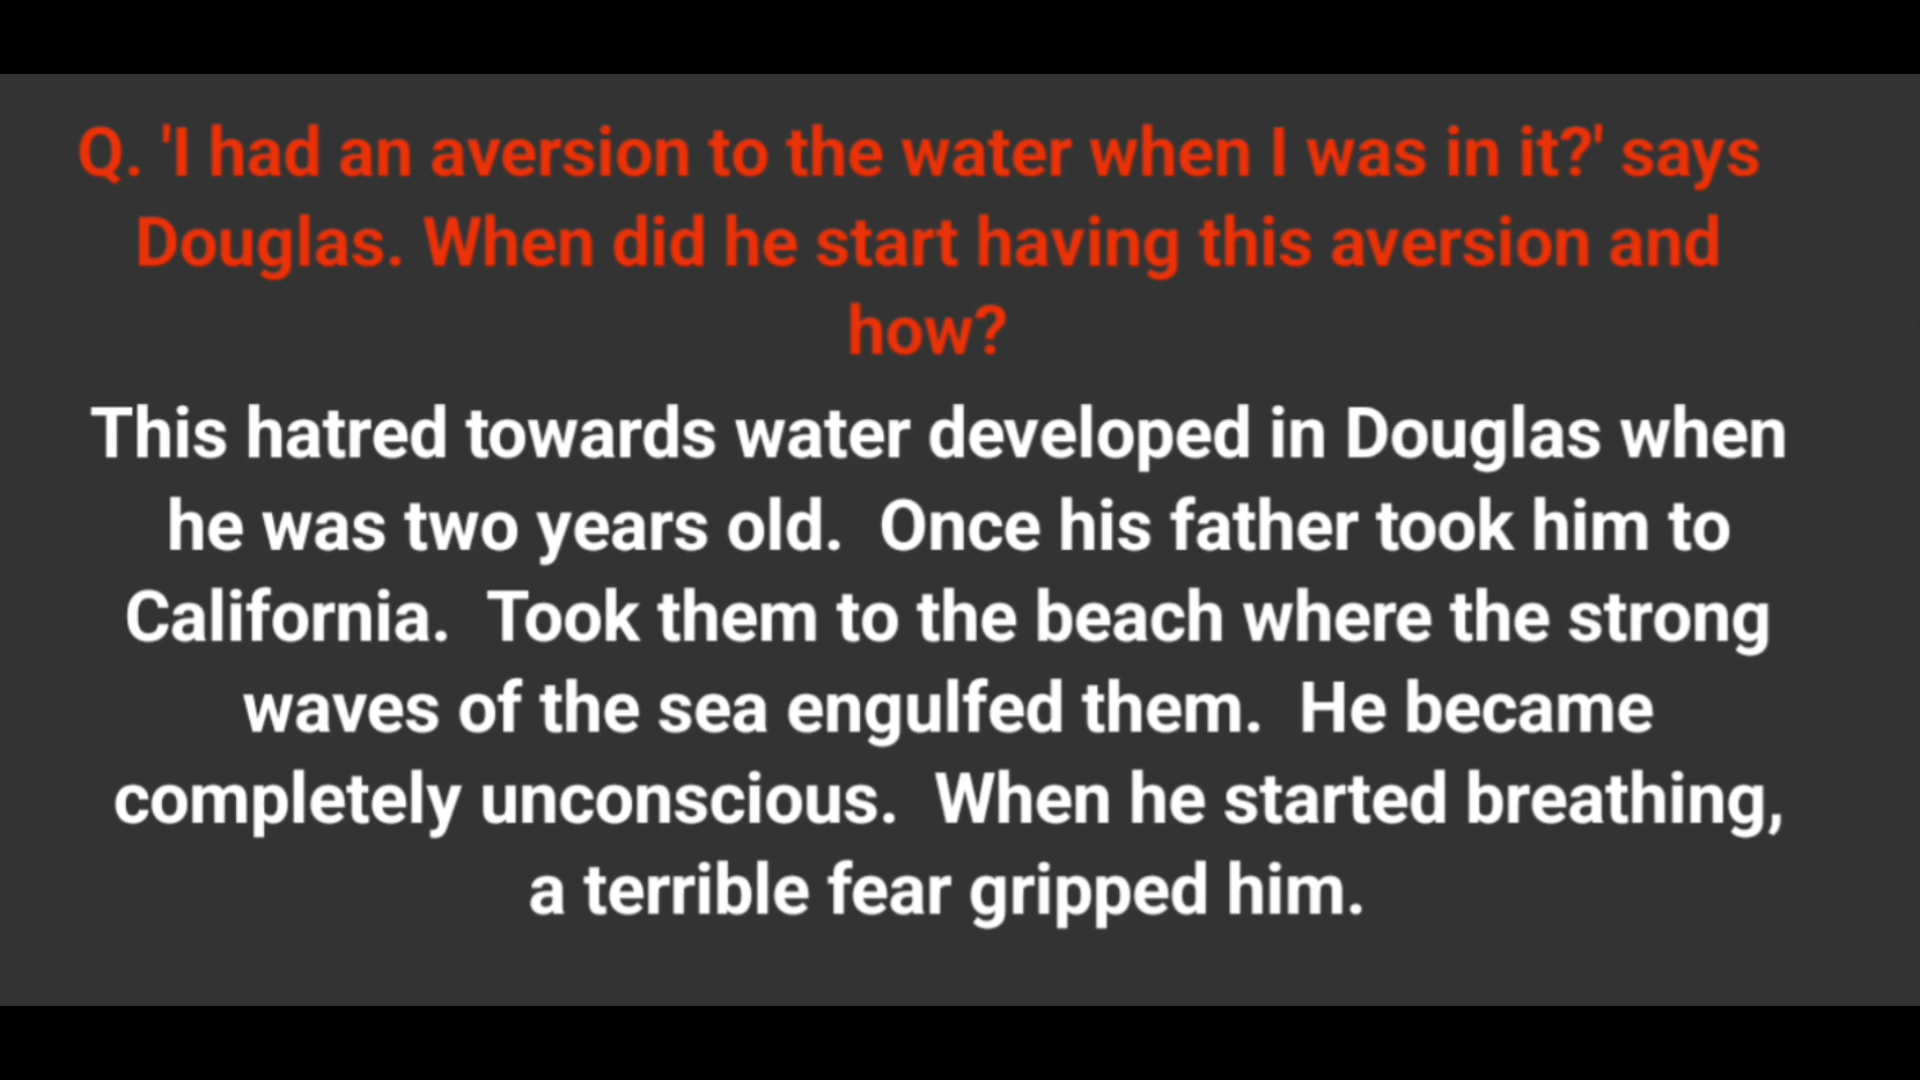 Q. 'I had an aversion to the water when I was in it?' says
Douglas. When did he start having this aversion and
how?
This hatred towards water developed in Douglas when
he was two years old.  Once his father took him to
California.  Took them to the beach where the strong
waves of the sea engulfed them.  He became
completely unconscious.  When he started breathing,
a terrible fear gripped him.